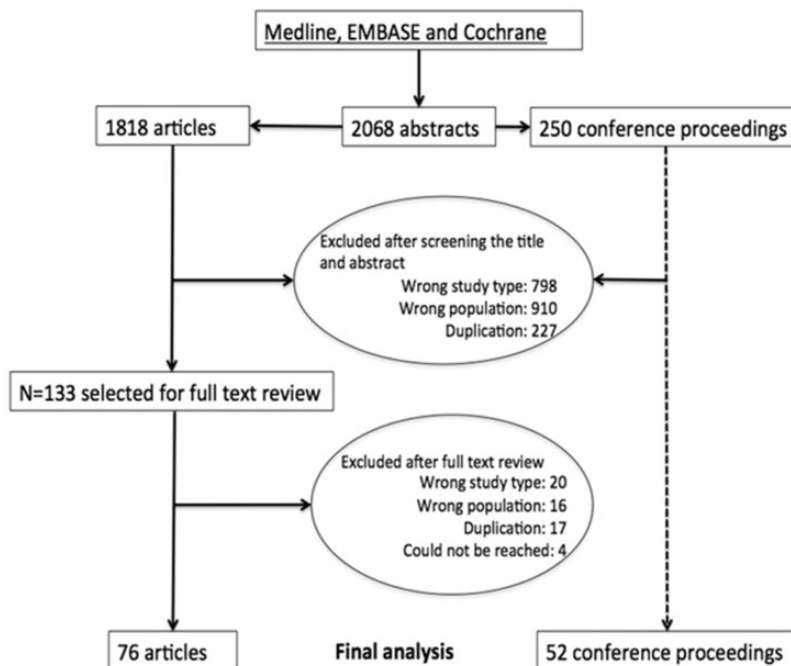 Medline, EMBASE and Cochrane
1818 articles
2068 abstracts
250 conference proceedings
Excluded after screening the title
and abstract
Wrong study type: 798
Wrong population: 910
Duplication: 227
N=133 selected for full text review
Excluded after full text review
Wrong study type: 20
Wrong population: 16
Duplication: 17
Could not be reached: 4
76 articles
Final analysis
52 conference proceedings